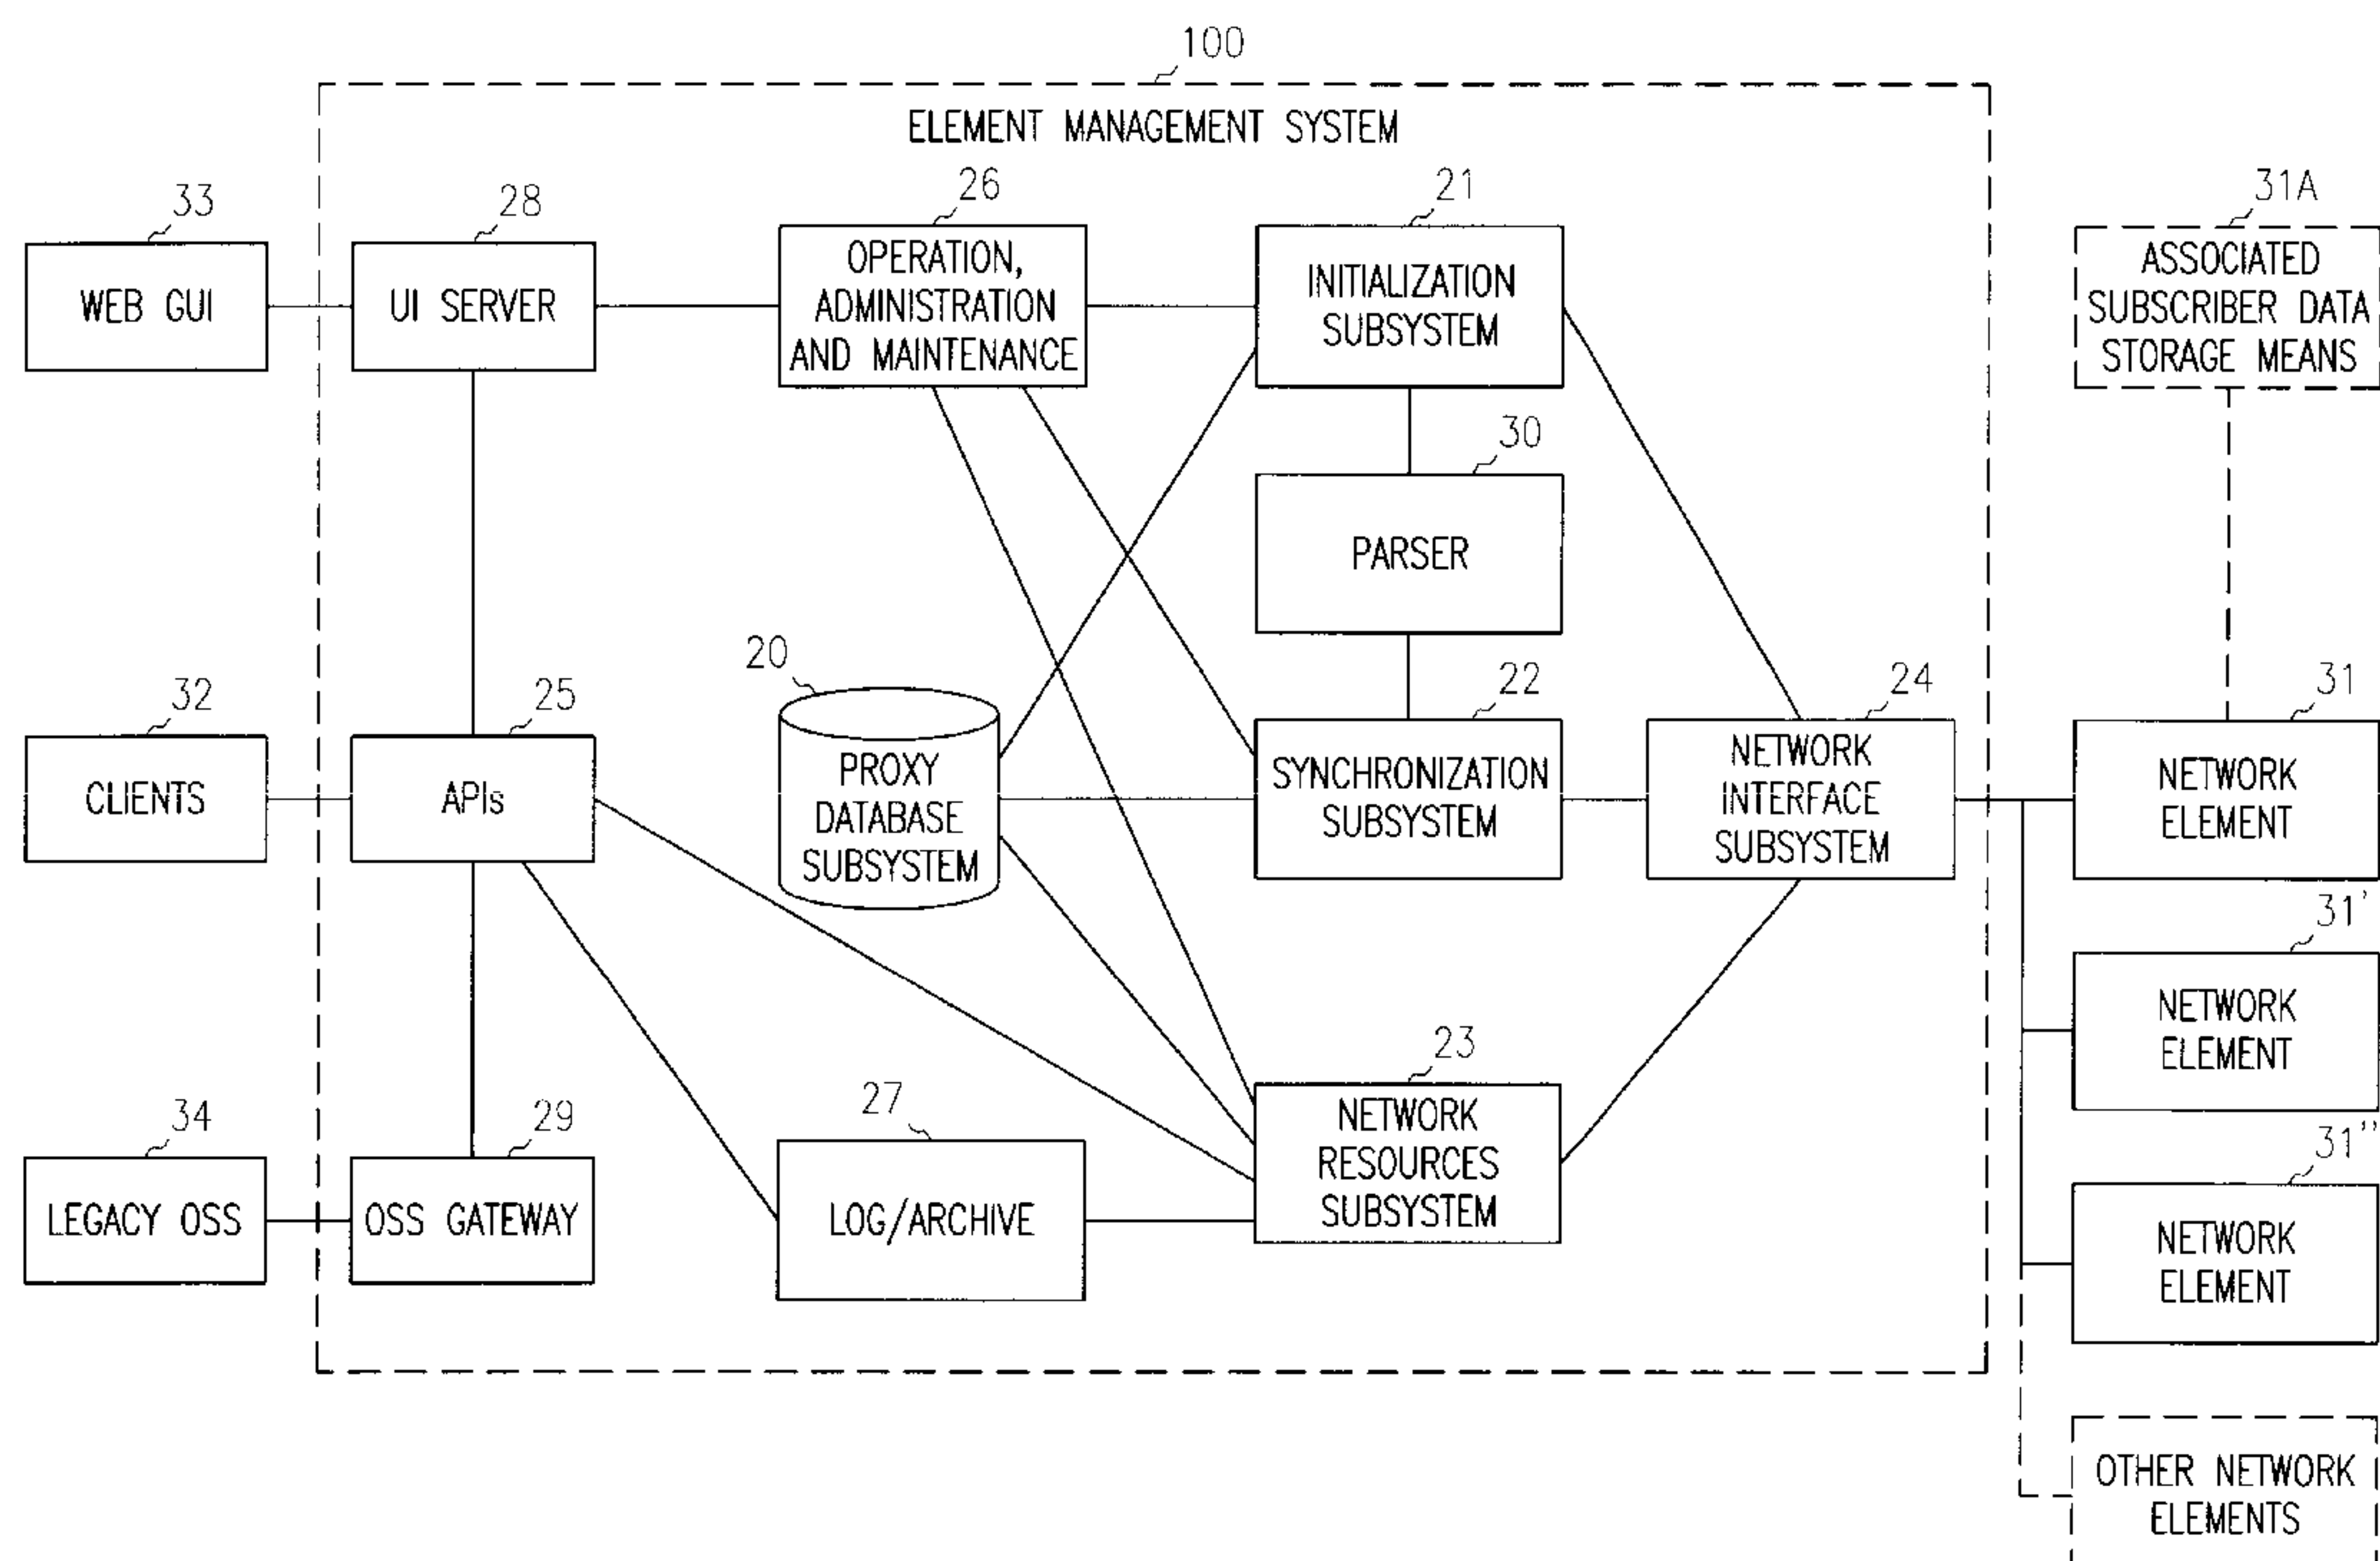 100
ELEMENT MANAGEMENT SYSTEM
33
WEB GUI
28
UI SERVER
26
OPERATION,
ADMINISTRATION
AND MAINTENANCE
21
INITIALIZATION
SUBSYSTEM
31A
ASSOCIATED
SUBSCRIBER DATA
STORAGE MEANS
30
PARSER
32
CLIENTS
25
APIs
20
PROXY
DATABASE
SUBSYSTEM
22
SYNCHRONIZATION
SUBSYSTEM
24
NETWORK
INTERFACE
SUBSYSTEM
31
NETWORK
ELEMENT
31'
NETWORK
ELEMENT
34
LEGACY OSS
29
OSS GATEWAY
27
LOG/ARCHIVE
23
NETWORK
RESOURCES
SUBSYSTEM
31"
NETWORK
ELEMENT
OTHER NETWORK
ELEMENTS